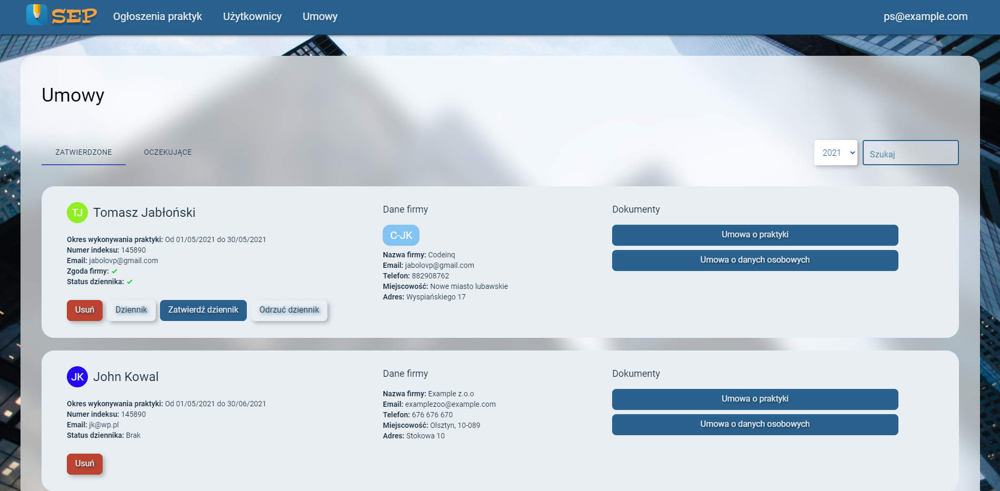 SEP
Ogłoszenia praktyk
Użytkownicy
Umowy
ps@example.com
Umowy
ZATWIERDZONE
OCZEKUJĄCE
2021
Szukaj
TJ
Tomasz Jabłoński
Okres wykonywania praktyki: Od 01/05/2021 do 30/05/2021
Numer indeksu: 145890
Email: jabolovp@gmail.com
Zgoda firmy:
Status dziennika:
Usuń
Dziennik
Zatwierdź dziennik
Odrzuć dziennik
Dane firmy
C-JK
Nazwa firmy: Codeinq
Email: jabolovp@gmail.com
Telefon: 882908762
Miejscowość: Nowe miasto lubawskie
Adres: Wyspiańskiego 17
Dokumenty
Umowa o praktyki
Umowa o danych osobowych
JK
John Kowal
Okres wykonywania praktyki: Od 01/05/2021 do 30/06/2021
Numer indeksu: 145890
Email: jk@wp.pl
Status dziennika: Brak
Usuń
Dane firmy
Nazwa firmy: Example z.o.o
Email: examplezoo@example.com
Telefon: 676 676 670
Miejscowość: Olsztyn, 10-089
Adres: Stokowa 10
Dokumenty
Umowa o praktyki
Umowa o danych osobowych